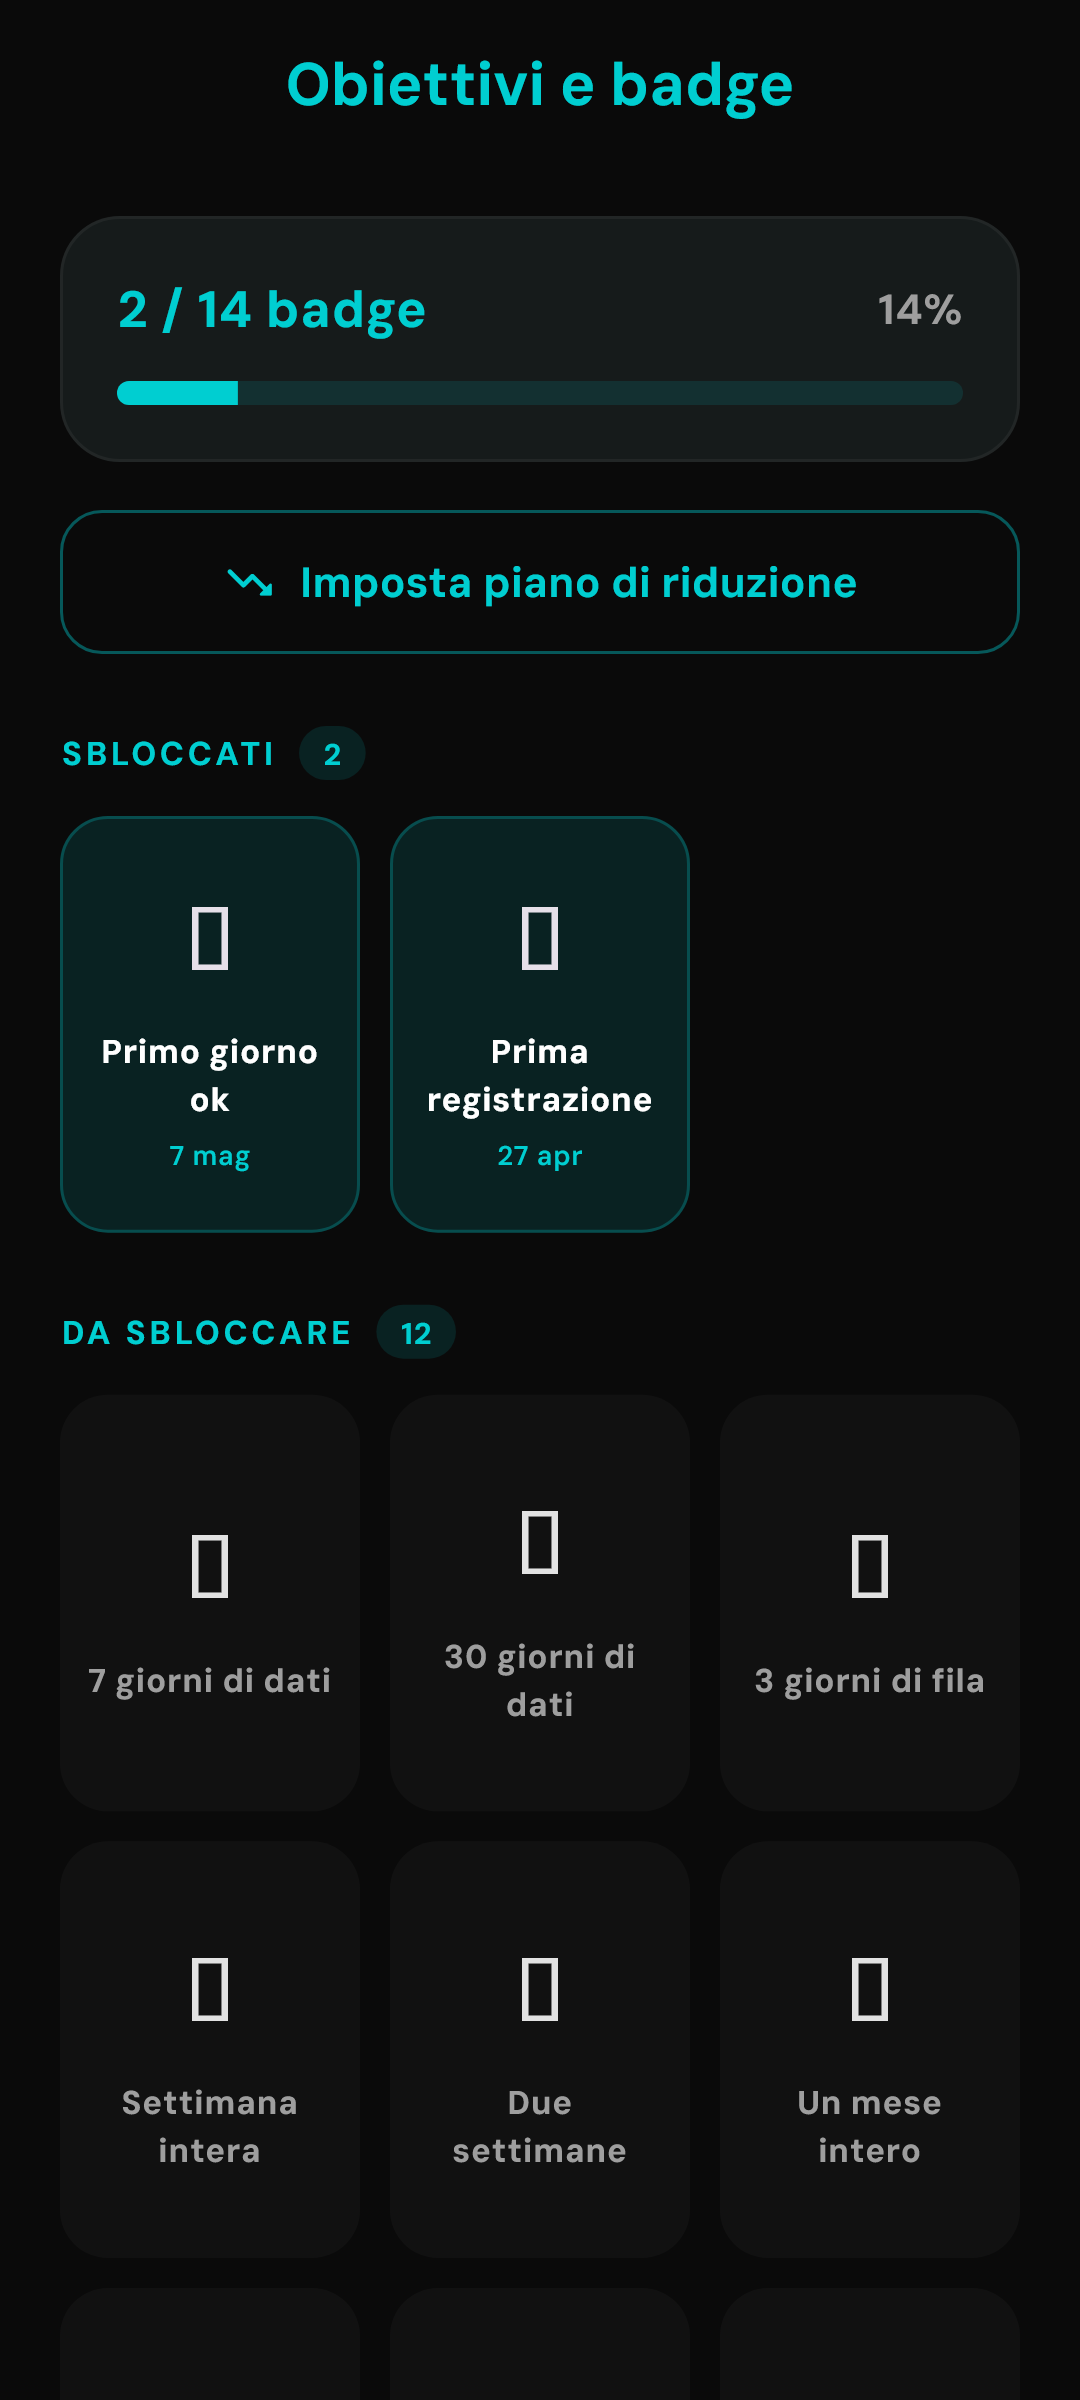 Obiettivi e badge
2 / 14 badge
14%
Imposta piano di riduzione
SBLOCCATI 2
Primo giorno
ok
7 mag
Prima
registrazione
27 apr
DA SBLOCCARE 12
7 giorni di dati
30 giorni di
dati
3 giorni di fila
Settimana
intera
Due
settimane
Un mese
intero